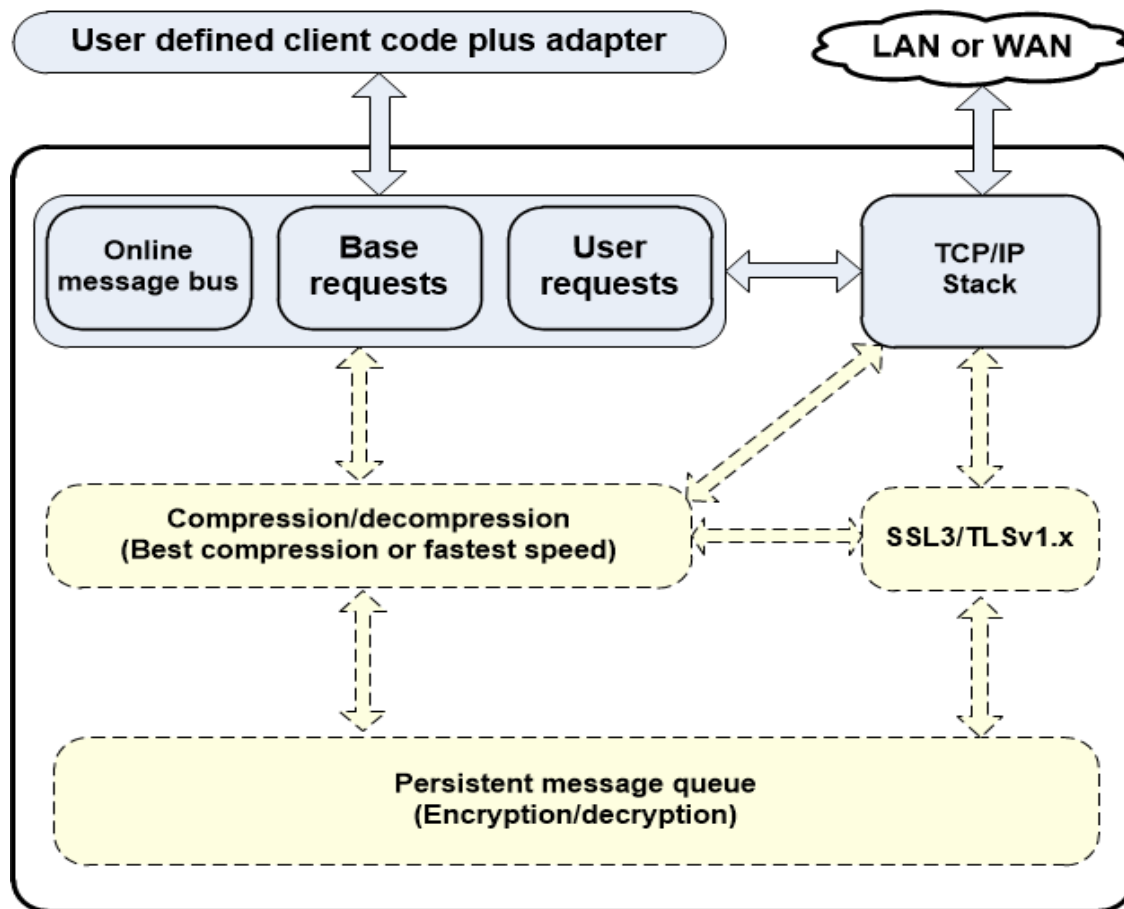 User defined client code plus adapter
LAN or WAN
Online
message bus
Base
requests
User
requests
TCP/IP
Stack
Compression/decompression
(Best compression or fastest speed)
SSL3/TLSv1.x
Persistent message queue
(Encryption/decryption)